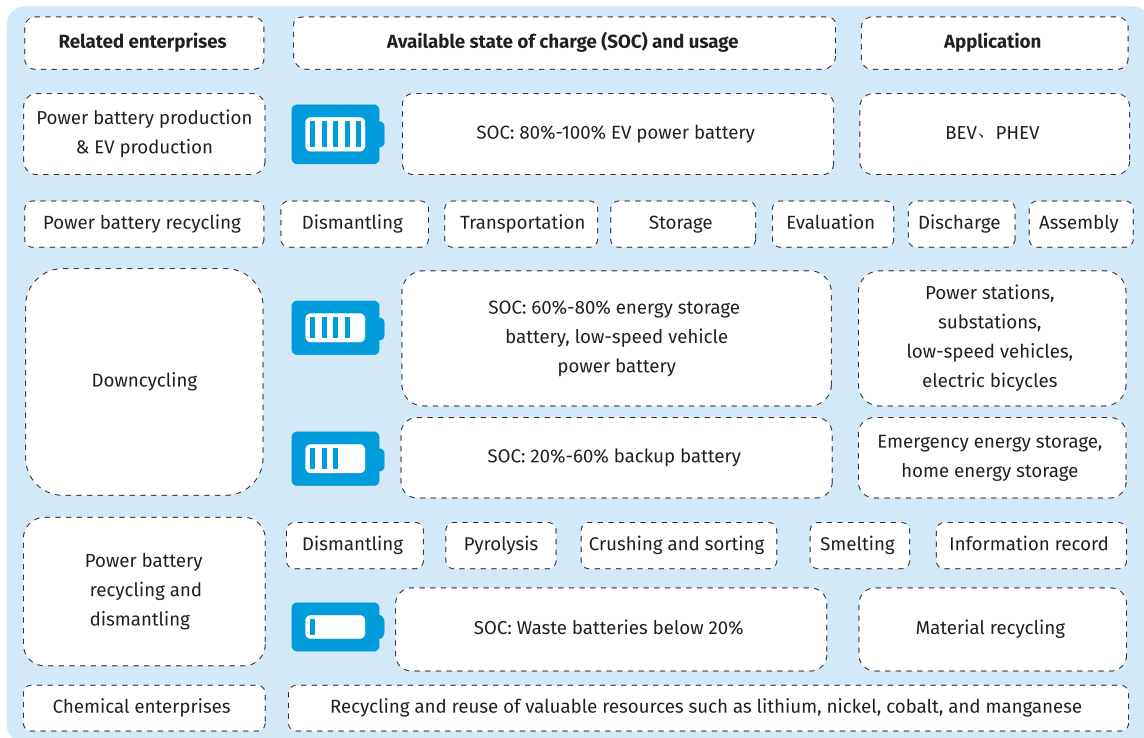 Related enterprises
Available state of charge (SOC) and usage
Application
Power battery production
& EV production
SOC: 80%-100% EV power battery
BEV、PHEV
Power battery recycling
Dismantling
Transportation
Storage
Evaluation
Discharge
Assembly
Downcycling
SOC: 60%-80% energy storage
battery, low-speed vehicle
power battery
Power stations,
substations,
low-speed vehicles,
electric bicycles
SOC: 20%-60% backup battery
Emergency energy storage,
home energy storage
Power battery
recycling and
dismantling
Dismantling
Pyrolysis
Crushing and sorting
Smelting
Information record
SOC: Waste batteries below 20%
Material recycling
Chemical enterprises
Recycling and reuse of valuable resources such as lithium, nickel, cobalt, and manganese